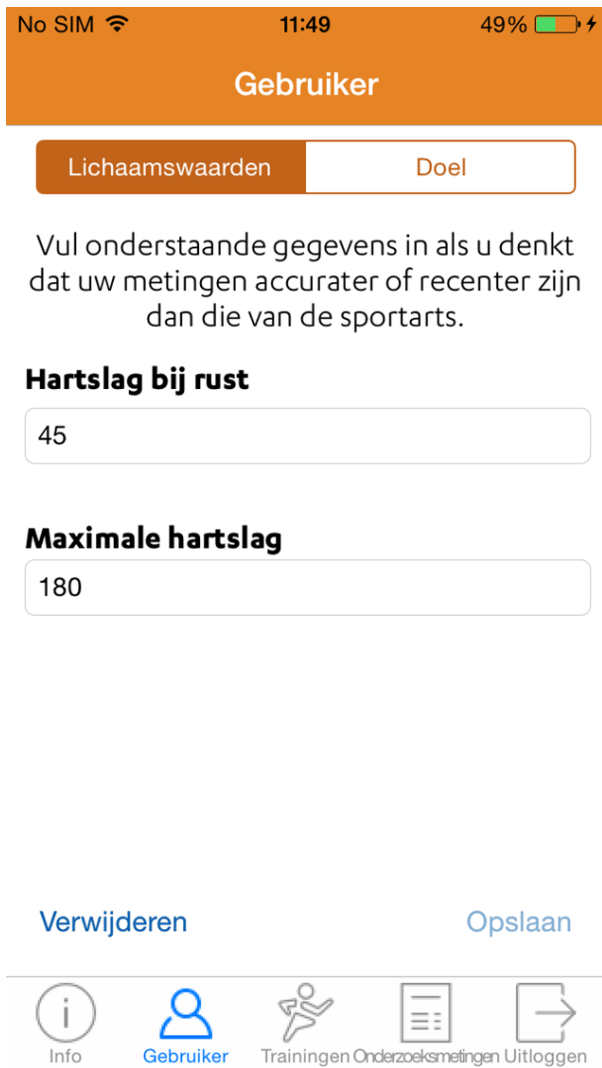 No SIM 11:49 49%
Gebruiker
Lichaamswaarden Doel
Vul onderstaande gegevens in als u denkt
dat uw metingen accurater of recenter zijn
dan die van de sportarts.
Hartslag bij rust
45
Maximale hartslag
180
Verwijderen Opslaan
Info Gebruiker Trainingen Onderzoeksmetingen Uitloggen